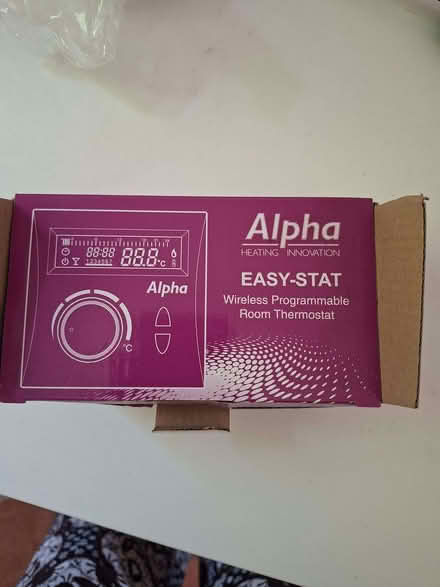 Alpha
HEATING INNOVATION
EASY-STAT
Wireless Programmable
Room Thermostat
88:88
1234567
88.8°C
Alpha
°C